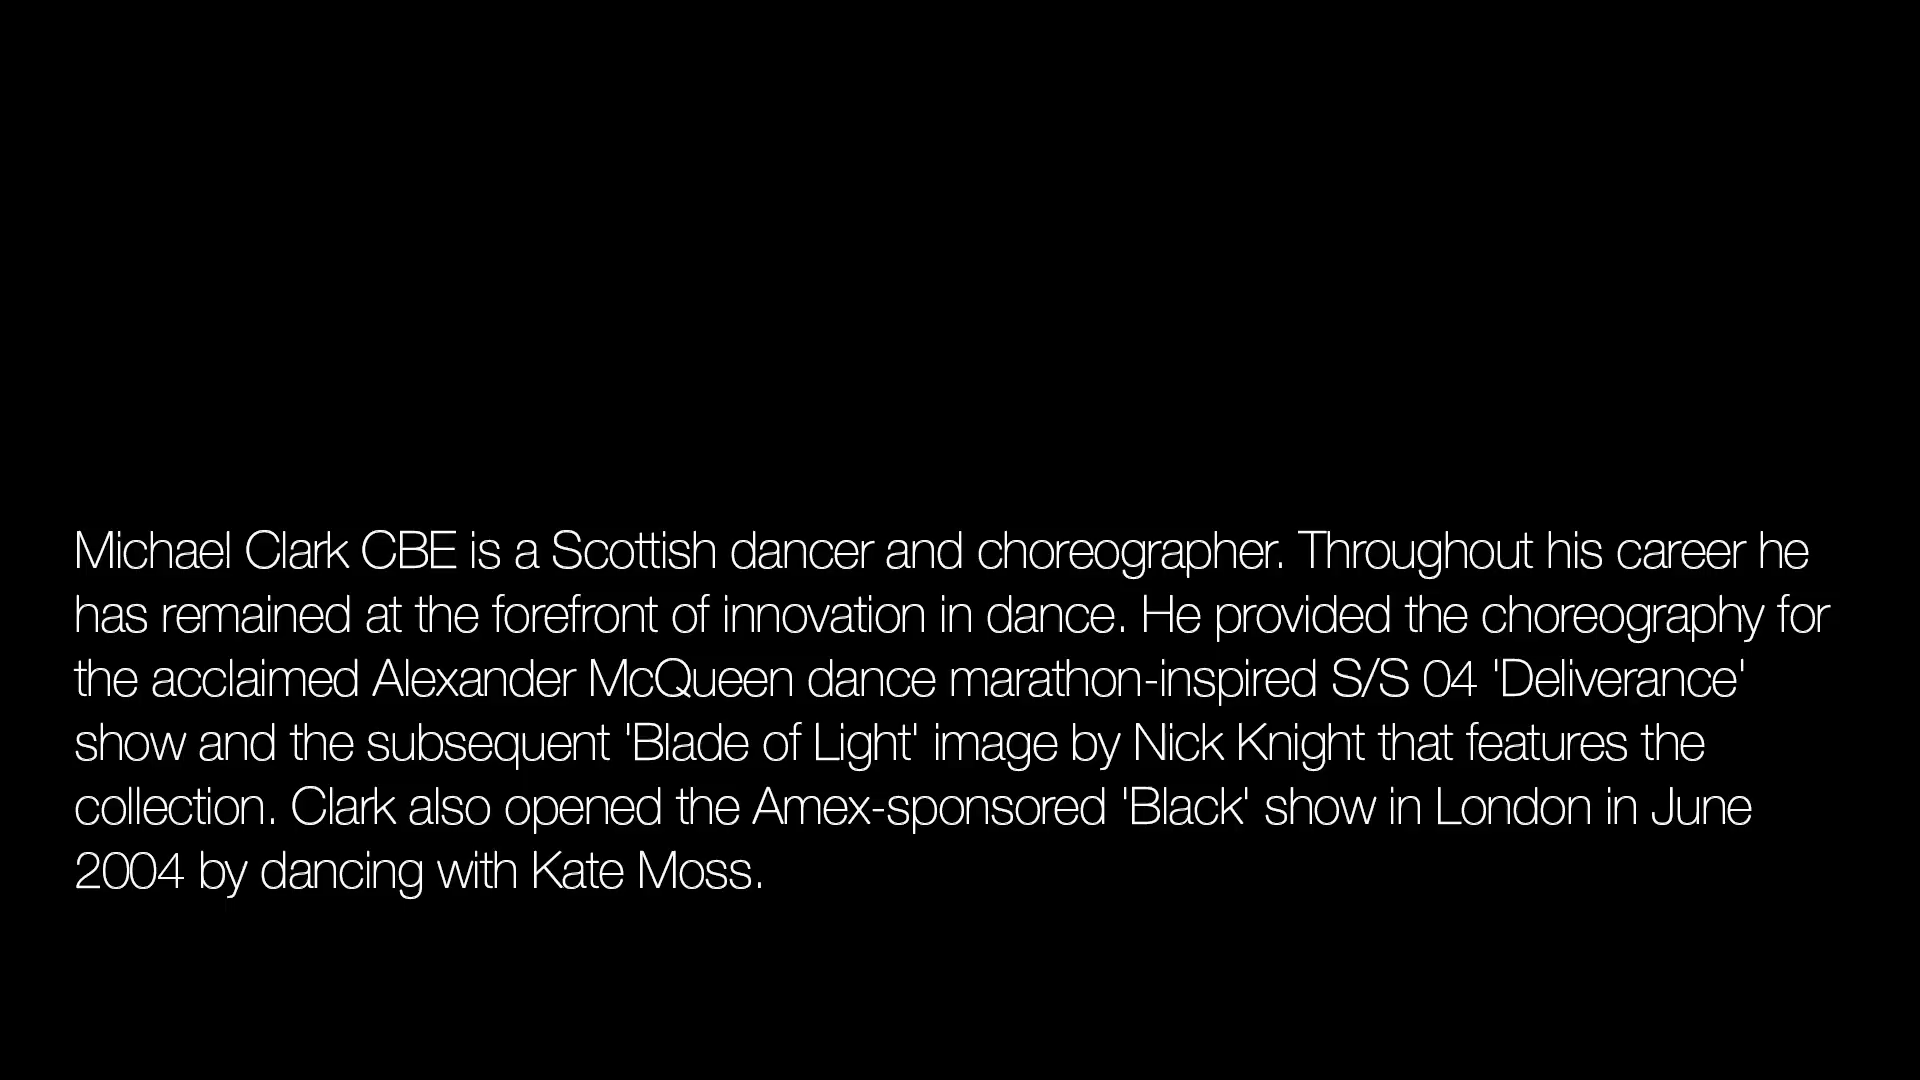 Michael Clark CBE is a Scottish dancer and choreographer. Throughout his career he
has remained at the forefront of innovation in dance. He provided the choreography for
the acclaimed Alexander McQueen dance marathon-inspired S/S 04 'Deliverance'
show and the subsequent 'Blade of Light' image by Nick Knight that features the
collection. Clark also opened the Amex-sponsored 'Black' show in London in June
2004 by dancing with Kate Moss.